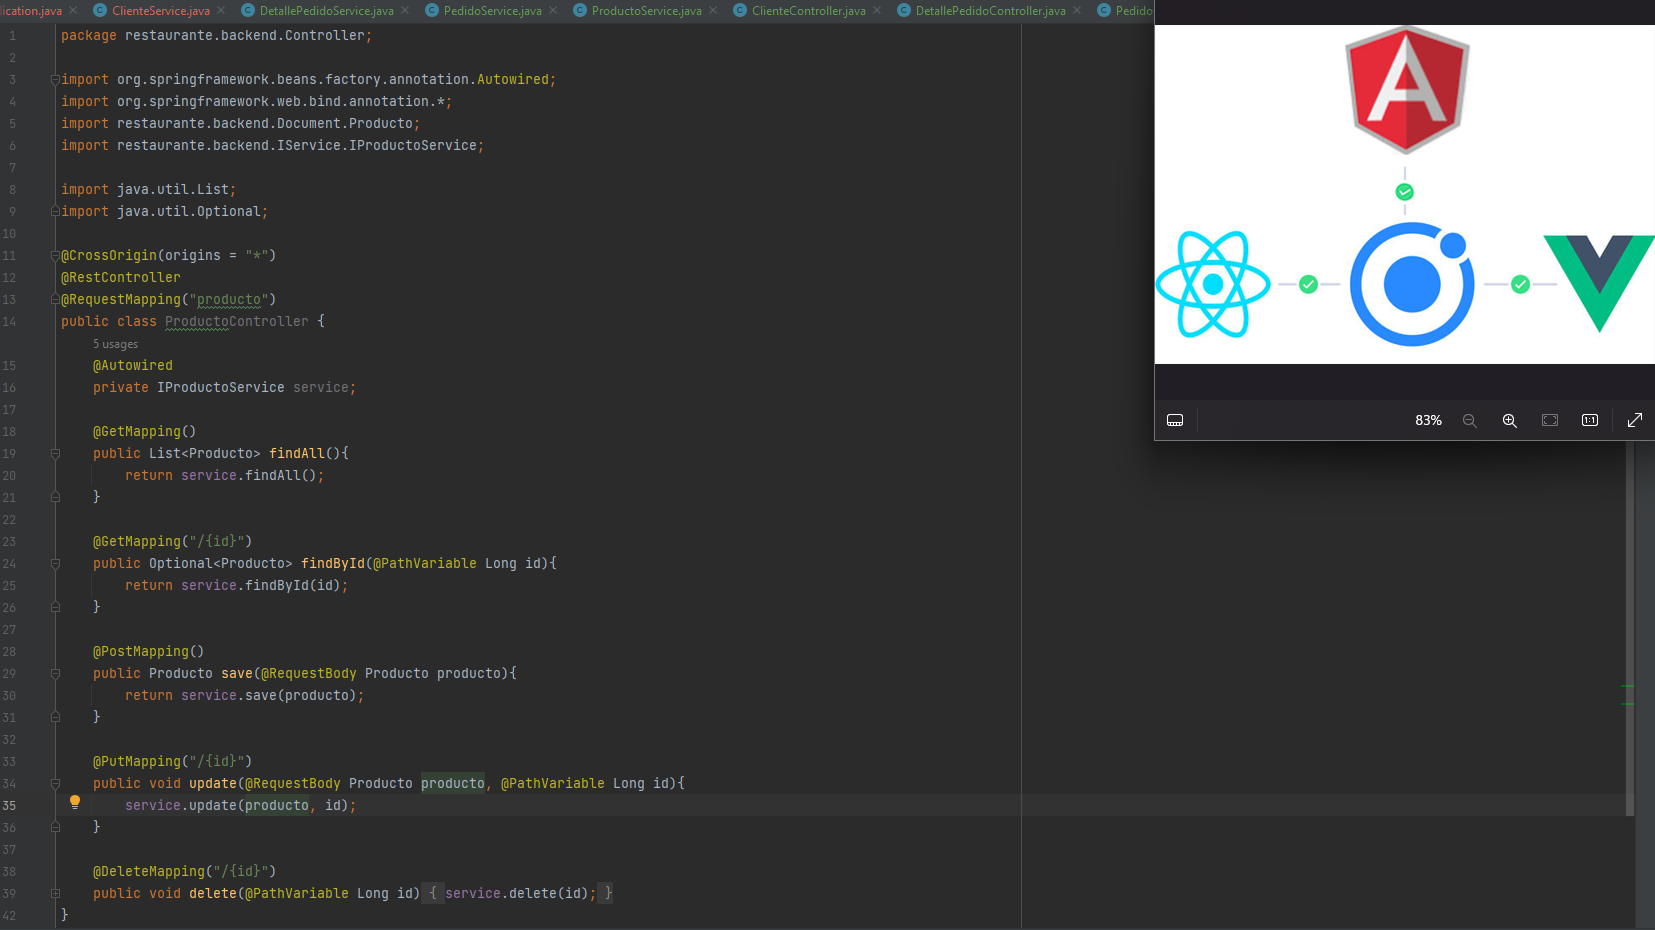 lication.java ClienteService.java DetallePedidoService.java PedidoService.java ProductoService.java ClienteController.java DetallePedidoController.java Pedido
1 package restaurante.backend.Controller;
2
3 import org.springframework.beans.factory.annotation.Autowired;
4 import org.springframework.web.bind.annotation.*;
5 import restaurante.backend.Document.Producto;
6 import restaurante.backend.IService.IProductoService;
7
8 import java.util.List;
9 import java.util.Optional;
10
11 @CrossOrigin(origins = "*")
12 @RestController
13 @RequestMapping("producto")
14 public class ProductoController {
5 usages
15 @Autowired
16 private IProductoService service;
17
18 @GetMapping()
19 public List<Producto> findAll(){
20 return service.findAll();
21 }
22
23 @GetMapping("/{id}")
24 public Optional<Producto> findById(@PathVariable Long id){
25 return service.findById(id);
26 }
27
28 @PostMapping()
29 public Producto save(@RequestBody Producto producto){
30 return service.save(producto);
31 }
32
33 @PutMapping("/{id}")
34 public void update(@RequestBody Producto producto, @PathVariable Long id){
35 service.update(producto, id);
36 }
37
38 @DeleteMapping("/{id}")
39 public void delete(@PathVariable Long id) { service.delete(id); }
42 }
A
83% 1:1